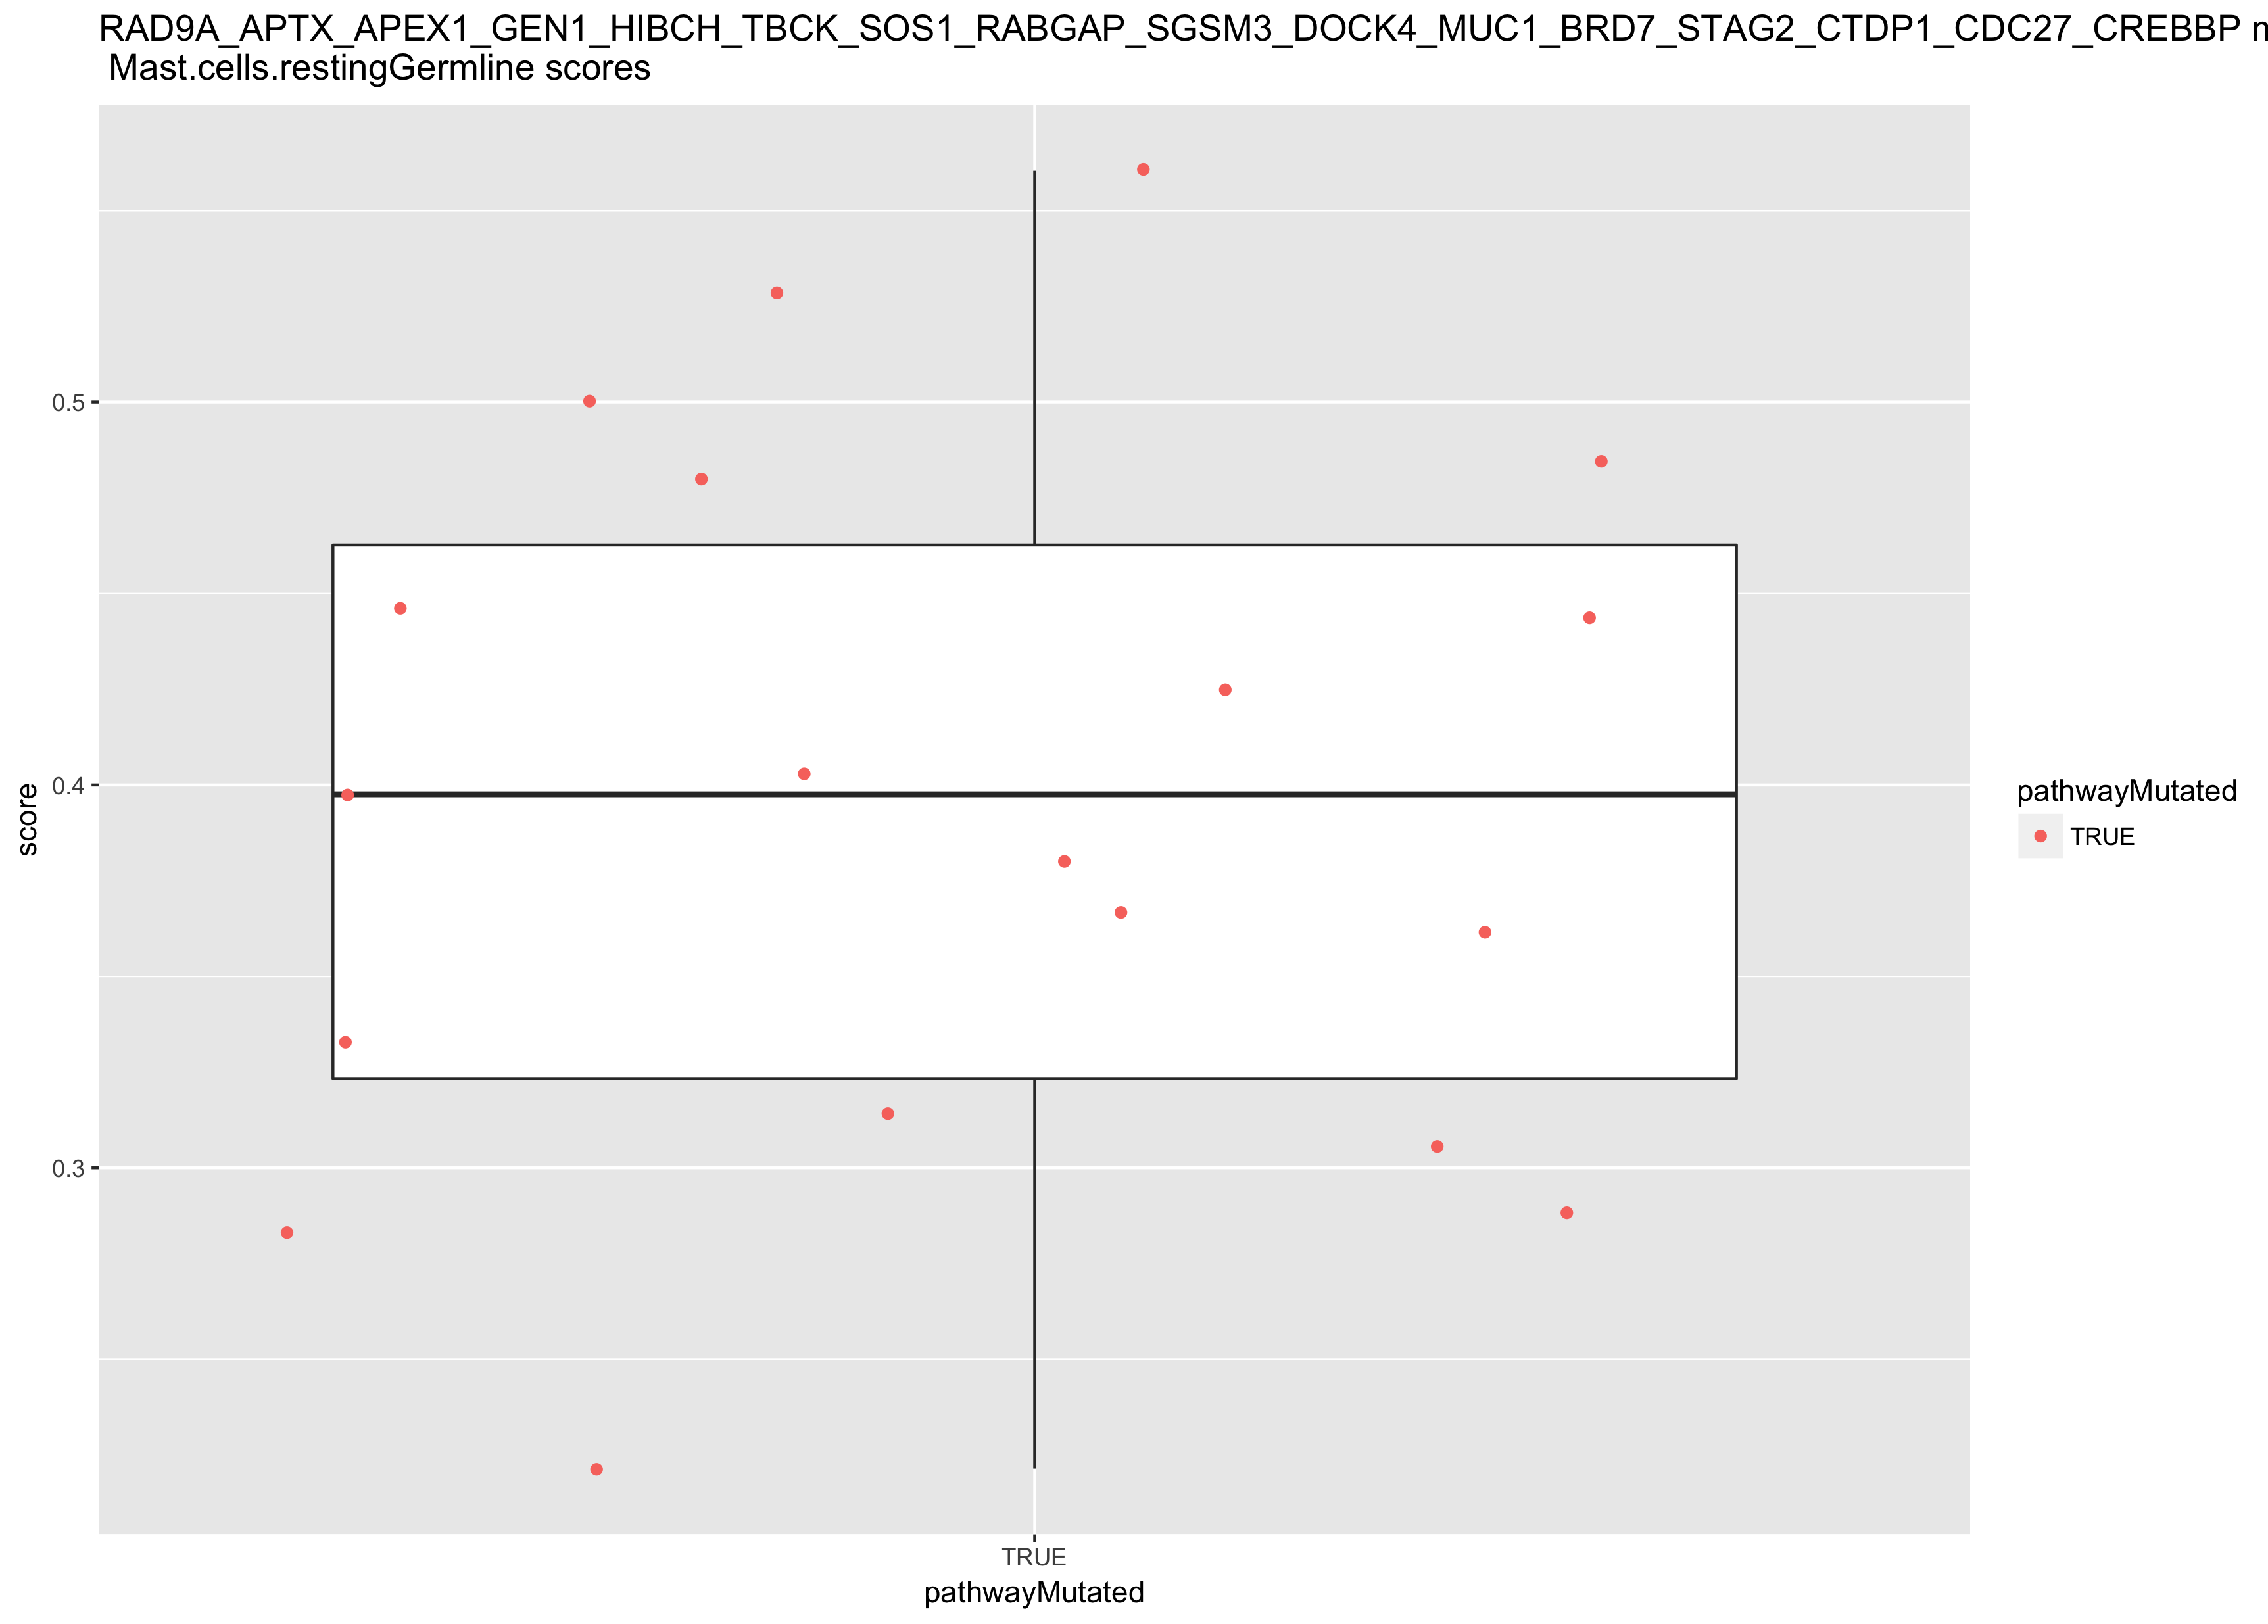 RAD9A_APTX_APEX1_GEN1_HIBCH_TBCK_SOS1_RABGAP_SGSM3_DOCK4_MUC1_BRD7_STAG2_CTDP1_CDC27_CREBBP
Mast.cells.restingGermline scores
0.5
0.4
0.3
score
TRUE
pathwayMutated
pathwayMutated
TRUE